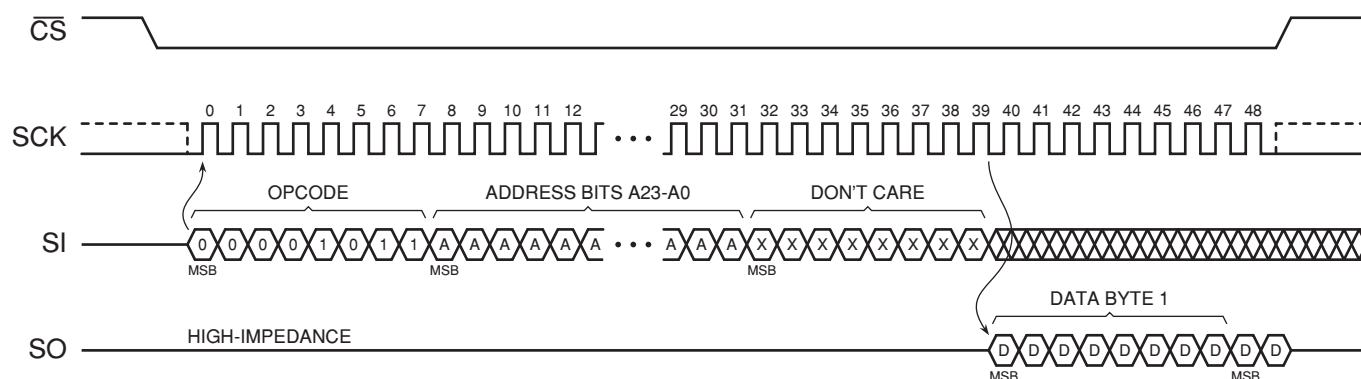 CS
0 1 2 3 4 5 6 7 8 9 10 11 12 29 30 31 32 33 34 35 36 37 38 39 40 41 42 43 44 45 46 47 48
SCK • • •
OPCODE ADDRESS BITS A23-A0 DON'T CARE
SI 0 0 0 0 1 0 1 1 A A A A A A • • • A A A X X X X X X X X
MSB MSB MSB
DATA BYTE 1
HIGH-IMPEDANCE
SO D D D D D D D D D D
MSB MSB